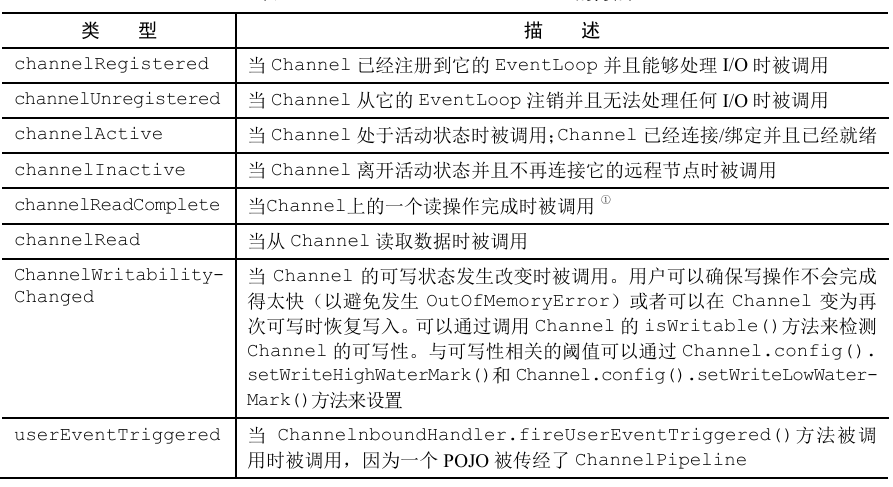 类 型 描 述
channelRegistered 当 Channel 已经注册到它的 EventLoop 并且能够处理 I/O 时被调用
channelUnregistered 当 Channel 从它的 EventLoop 注销并且无法处理任何 I/O 时被调用
channelActive 当 Channel 处于活动状态时被调用;Channel 已经连接/绑定并且已经就绪
channelInactive 当 Channel 离开活动状态并且不再连接它的远程节点时被调用
channelReadComplete 当Channel上的一个读操作完成时被调用 ①
channelRead 当从 Channel 读取数据时被调用
ChannelWritability- 当 Channel 的可写状态发生改变时被调用。用户可以确保写操作不会完成
Changed 得太快（以避免发生 OutOfMemoryError）或者可以在 Channel 变为再
次可写时恢复写入。可以通过调用 Channel 的 isWritable()方法来检测
Channel 的可写性。与可写性相关的阈值可以通过 Channel.config().
setWriteHighWaterMark()和 Channel.config().setWriteLowWater-
Mark()方法来设置
userEventTriggered 当 ChannelnboundHandler.fireUserEventTriggered()方法被调
用时被调用，因为一个 POJO 被传经了 ChannelPipeline